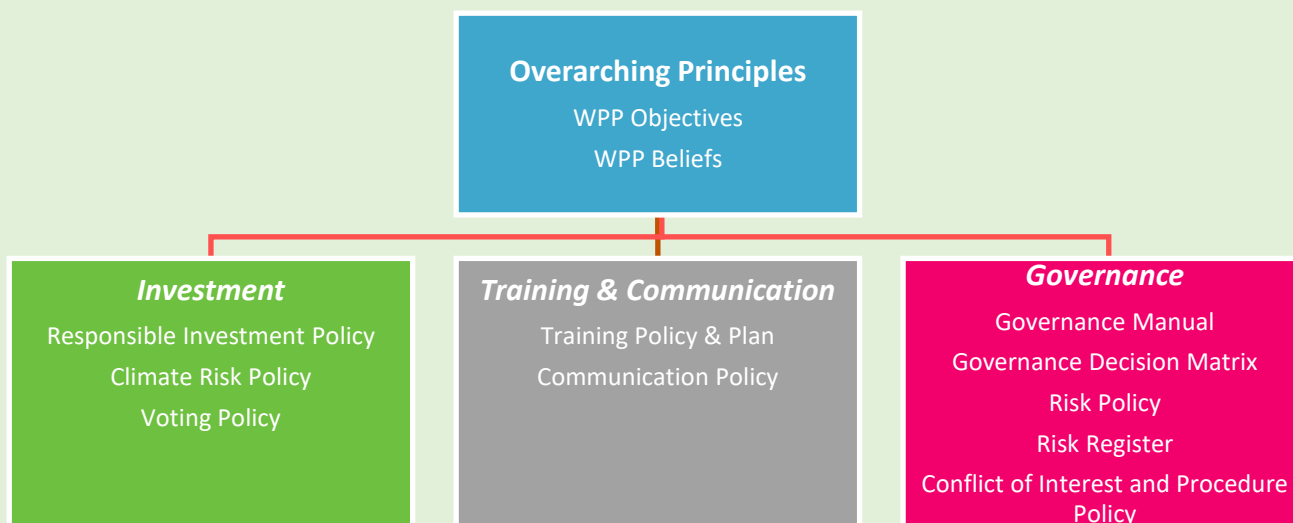 Overarching Principles
WPP Objectives
WPP Beliefs
Investment
Responsible Investment Policy
Climate Risk Policy
Voting Policy
Training & Communication
Training Policy & Plan
Communication Policy
Governance
Governance Manual
Governance Decision Matrix
Risk Policy
Risk Register
Conflict of Interest and Procedure
Policy